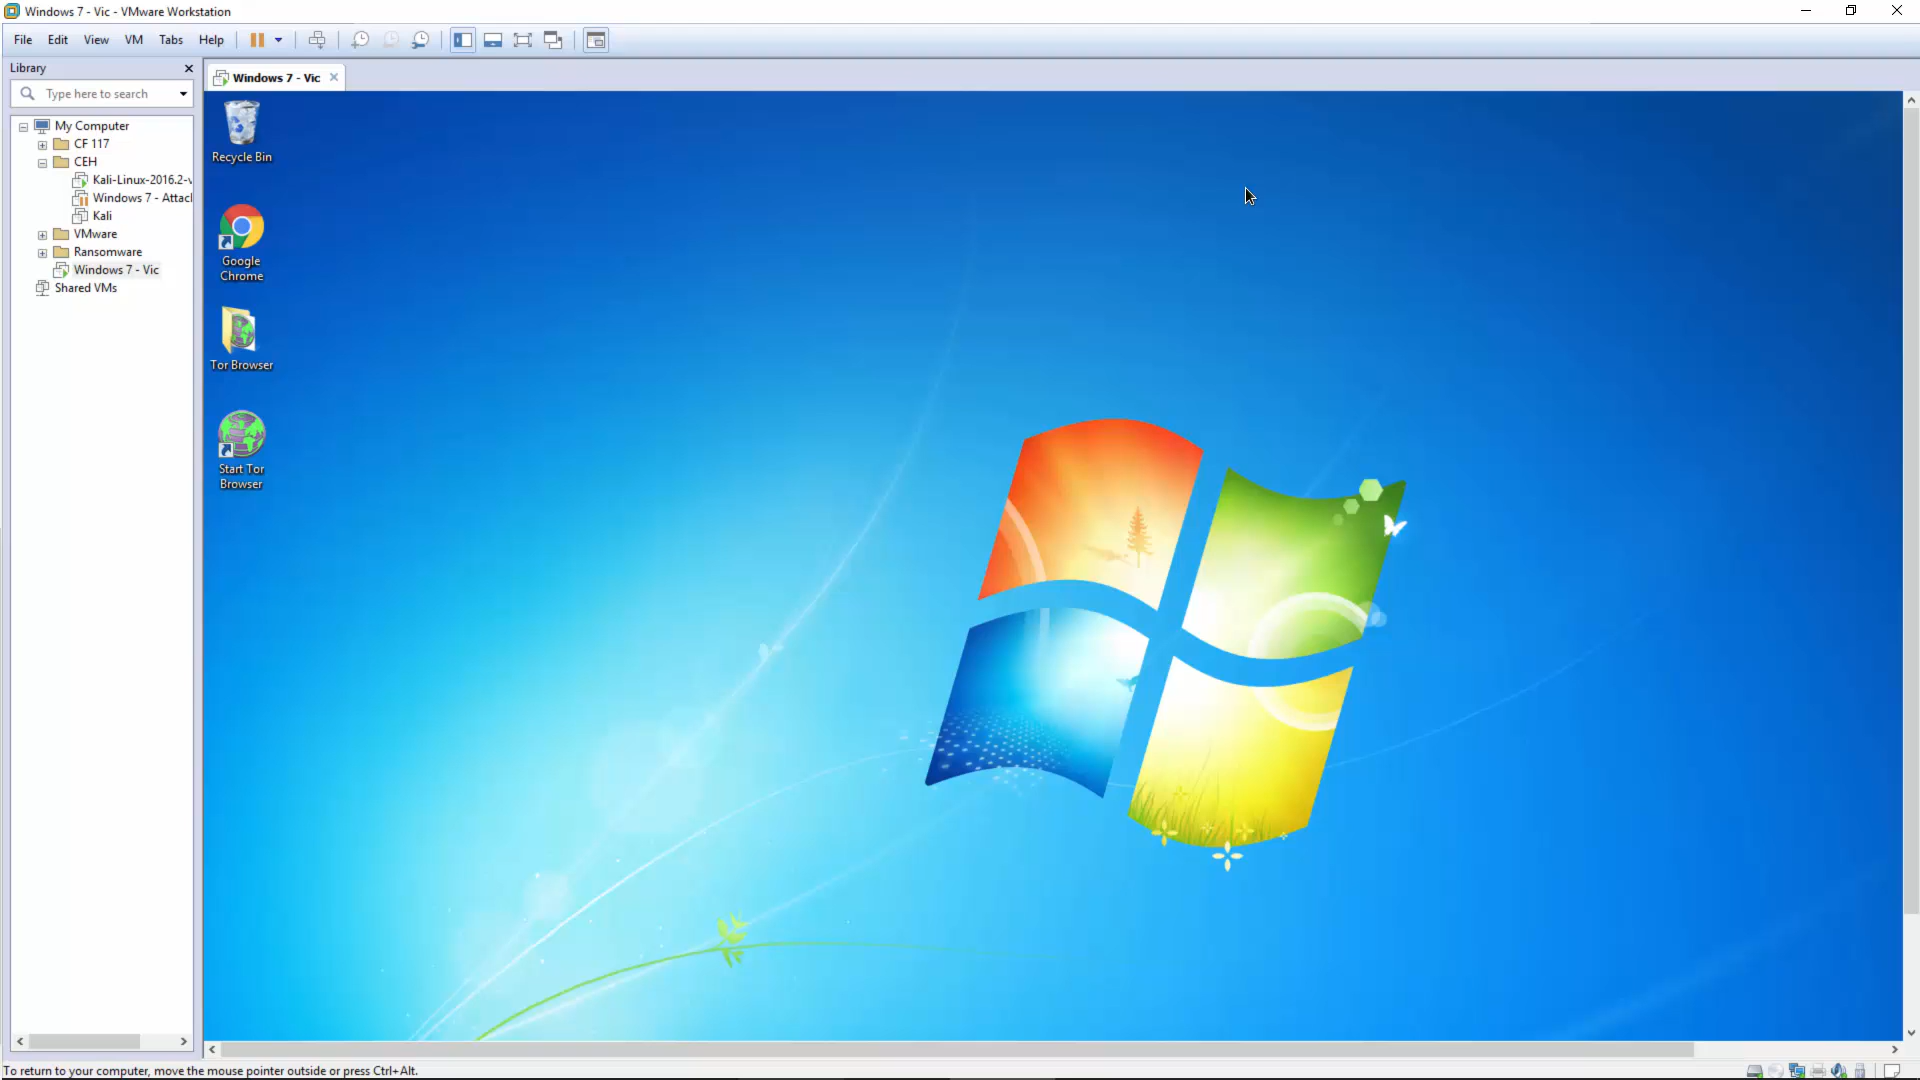 Windows 7 - Vic - VMware Workstation
File Edit View VM Tabs Help
Library
Type here to search
My Computer
CF 117
CEH
Kali-Linux-2016.2-v
Windows 7 - Attacl
Kali
VMware
Ransomware
Windows 7 - Vic
Shared VMs
Windows 7 - Vic
Recycle Bin
Google
Chrome
Tor Browser
Start Tor
Browser
To return to your computer, move the mouse pointer outside or press Ctrl+Alt.